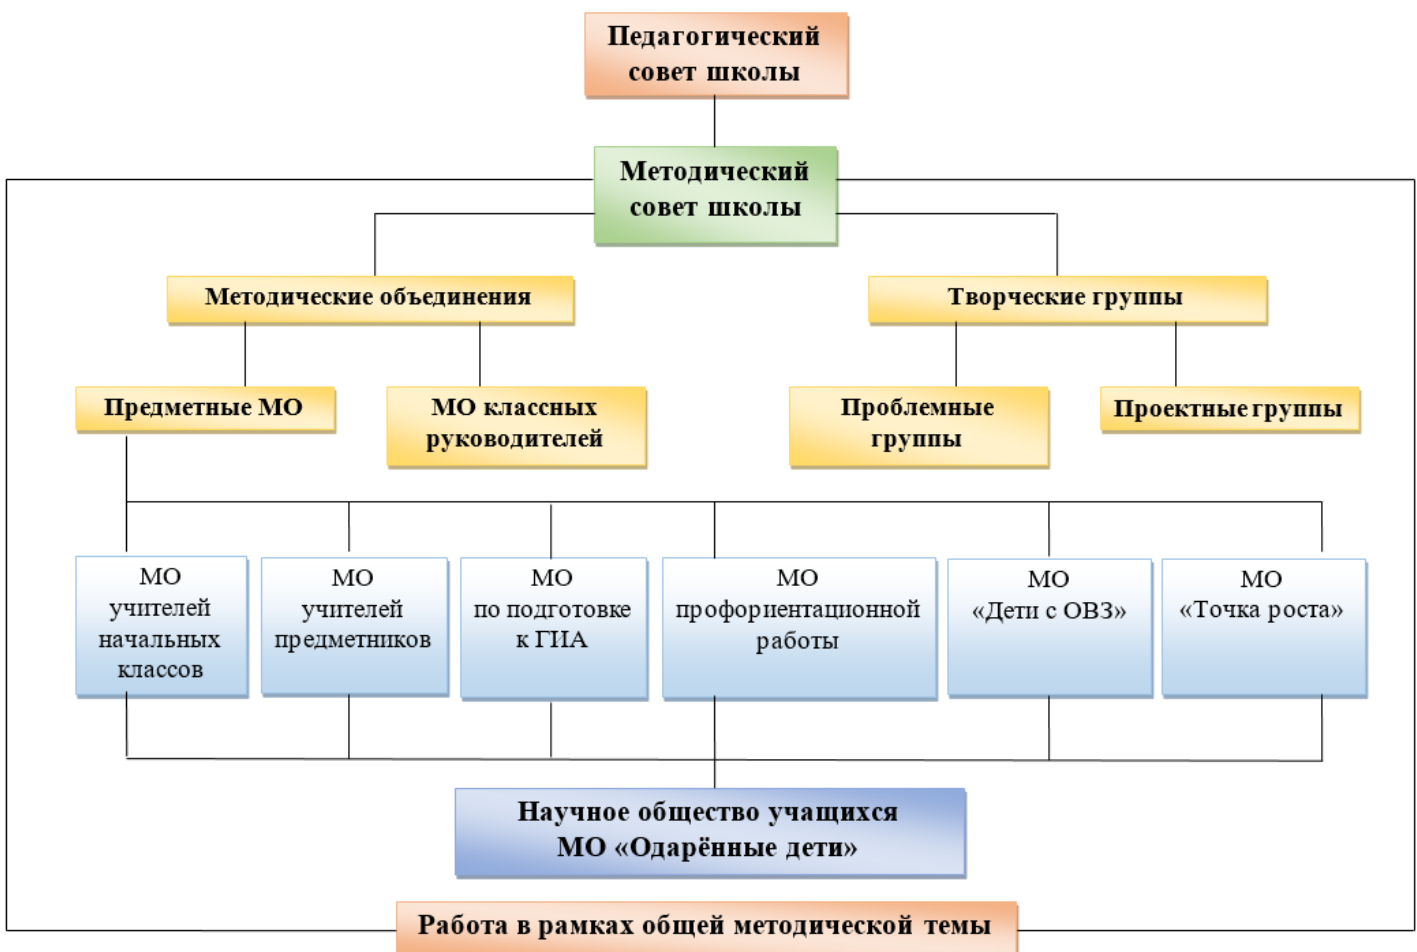 Педагогический
совет школы
Методический
совет школы
Методические объединения
Творческие группы
Предметные МО
МО классных
руководителей
Проблемные
группы
Проектные группы
МО
учителей
начальных
классов
МО
учителей
предметников
МО
по подготовке
к ГИА
МО
профориентационной
работы
МО
«Дети с ОВЗ»
МО
«Точка роста»
Научное общество учащихся
МО «Одарённые дети»
Работа в рамках общей методической темы